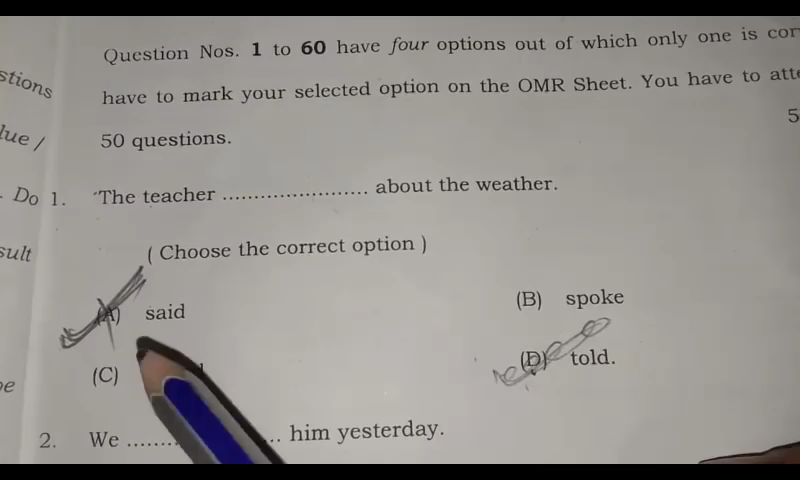 Question Nos. 1 to 60 have four options out of which only one is
have to mark your selected option on the OMR Sheet. You have to
50 questions.
1. The teacher ....................... about the weather.
( Choose the correct option )
(A) said
(B) spoke
(C)
(D) told.
2. We ........ .. him yesterday.
stions
lue /
Do
sult
5